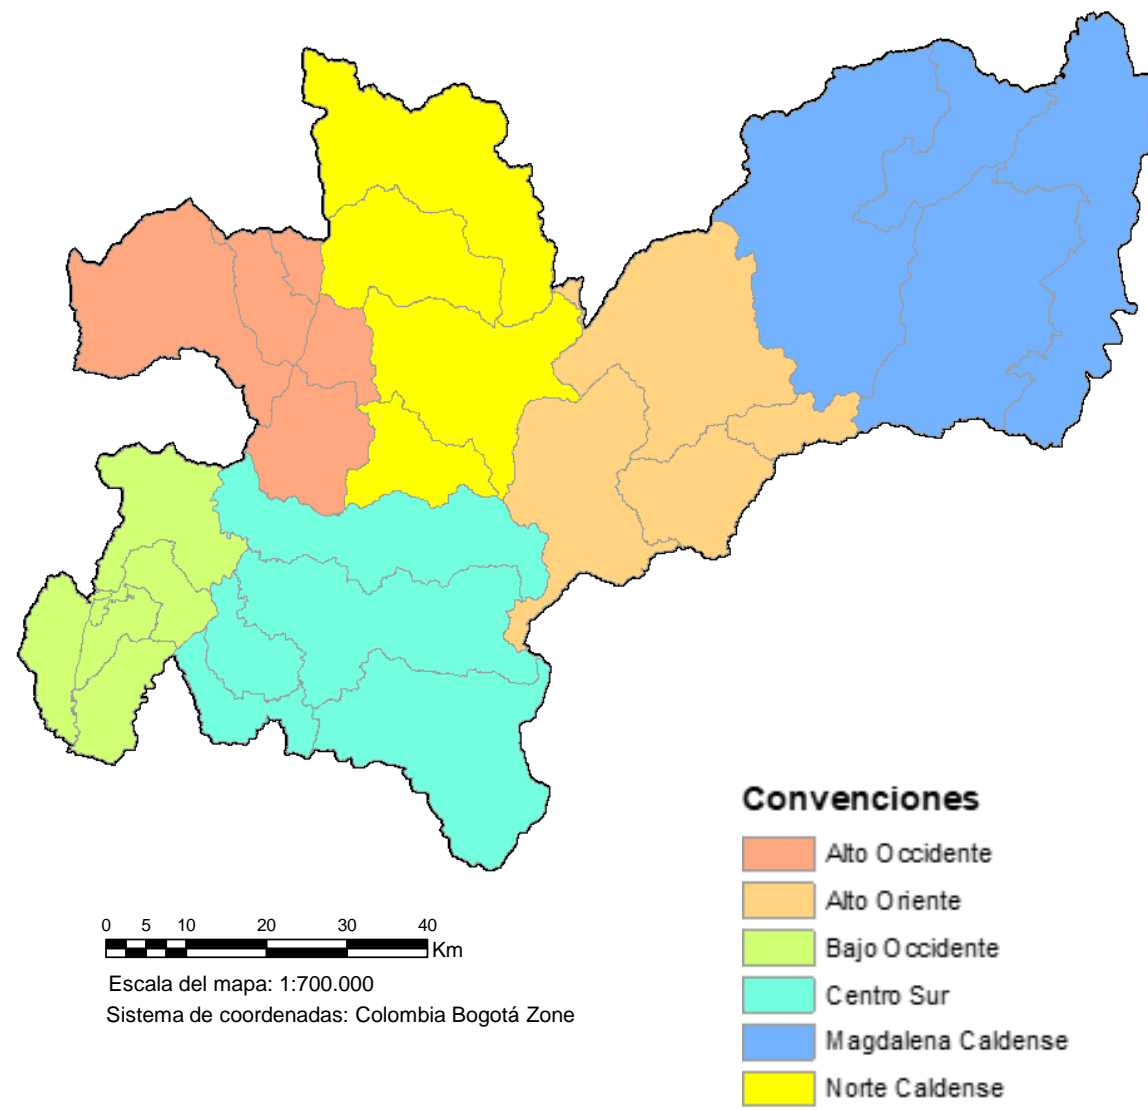 Convenciones
Alto Occidente
Alto Oriente
Bajo Occidente
Centro Sur
Magdalena Caldense
Norte Caldense
0 5 10 20 30 40
Km
Escala del mapa: 1:700.000
Sistema de coordenadas: Colombia Bogotá Zone